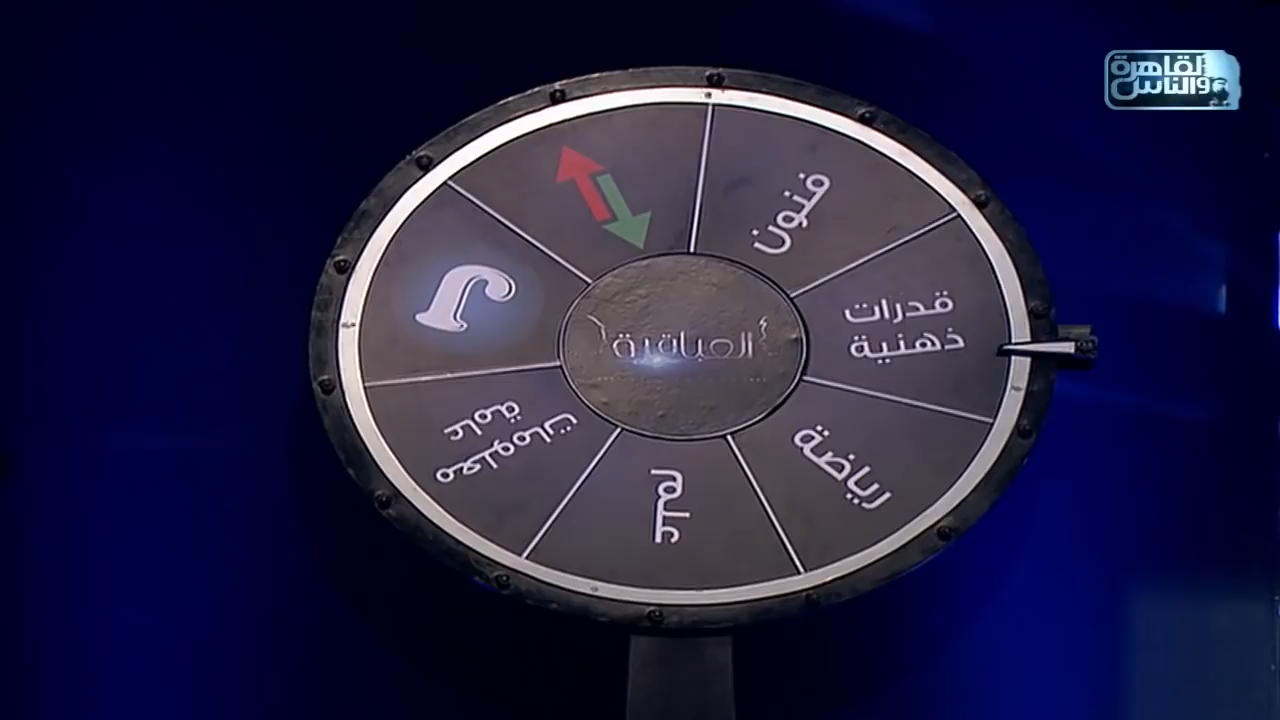 القاهرة
والناس
فنون
قدرات
ذهنية
رياضة
علوم
معلومات
عامة
العباقرة